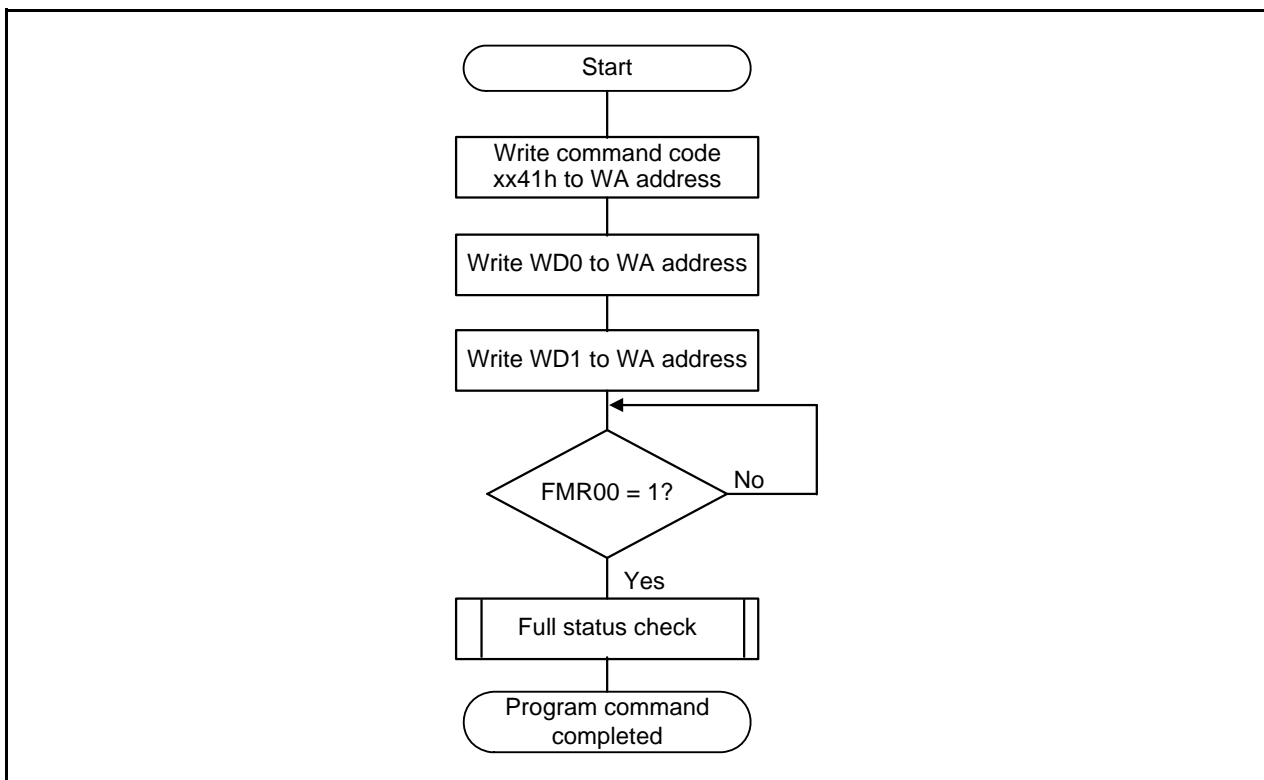 Start
Write command code
xx41h to WA address
Write WD0 to WA address
Write WD1 to WA address
FMR00 = 1?
No
Yes
Full status check
Program command
completed